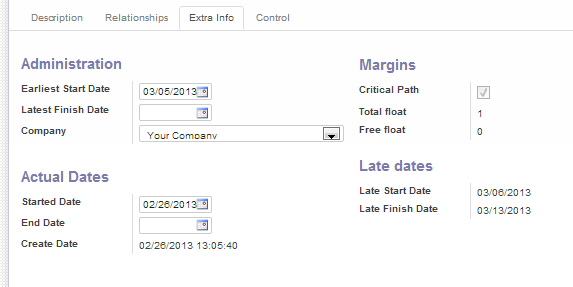 Description Relationships Extra Info Control
Administration
Earliest Start Date 03/05/2013
Latest Finish Date
Company Your Company
Actual Dates
Started Date 02/26/2013
End Date
Create Date 02/26/2013 13:05:40
Margins
Critical Path
Total float 1
Free float 0
Late dates
Late Start Date 03/06/2013
Late Finish Date 03/13/2013